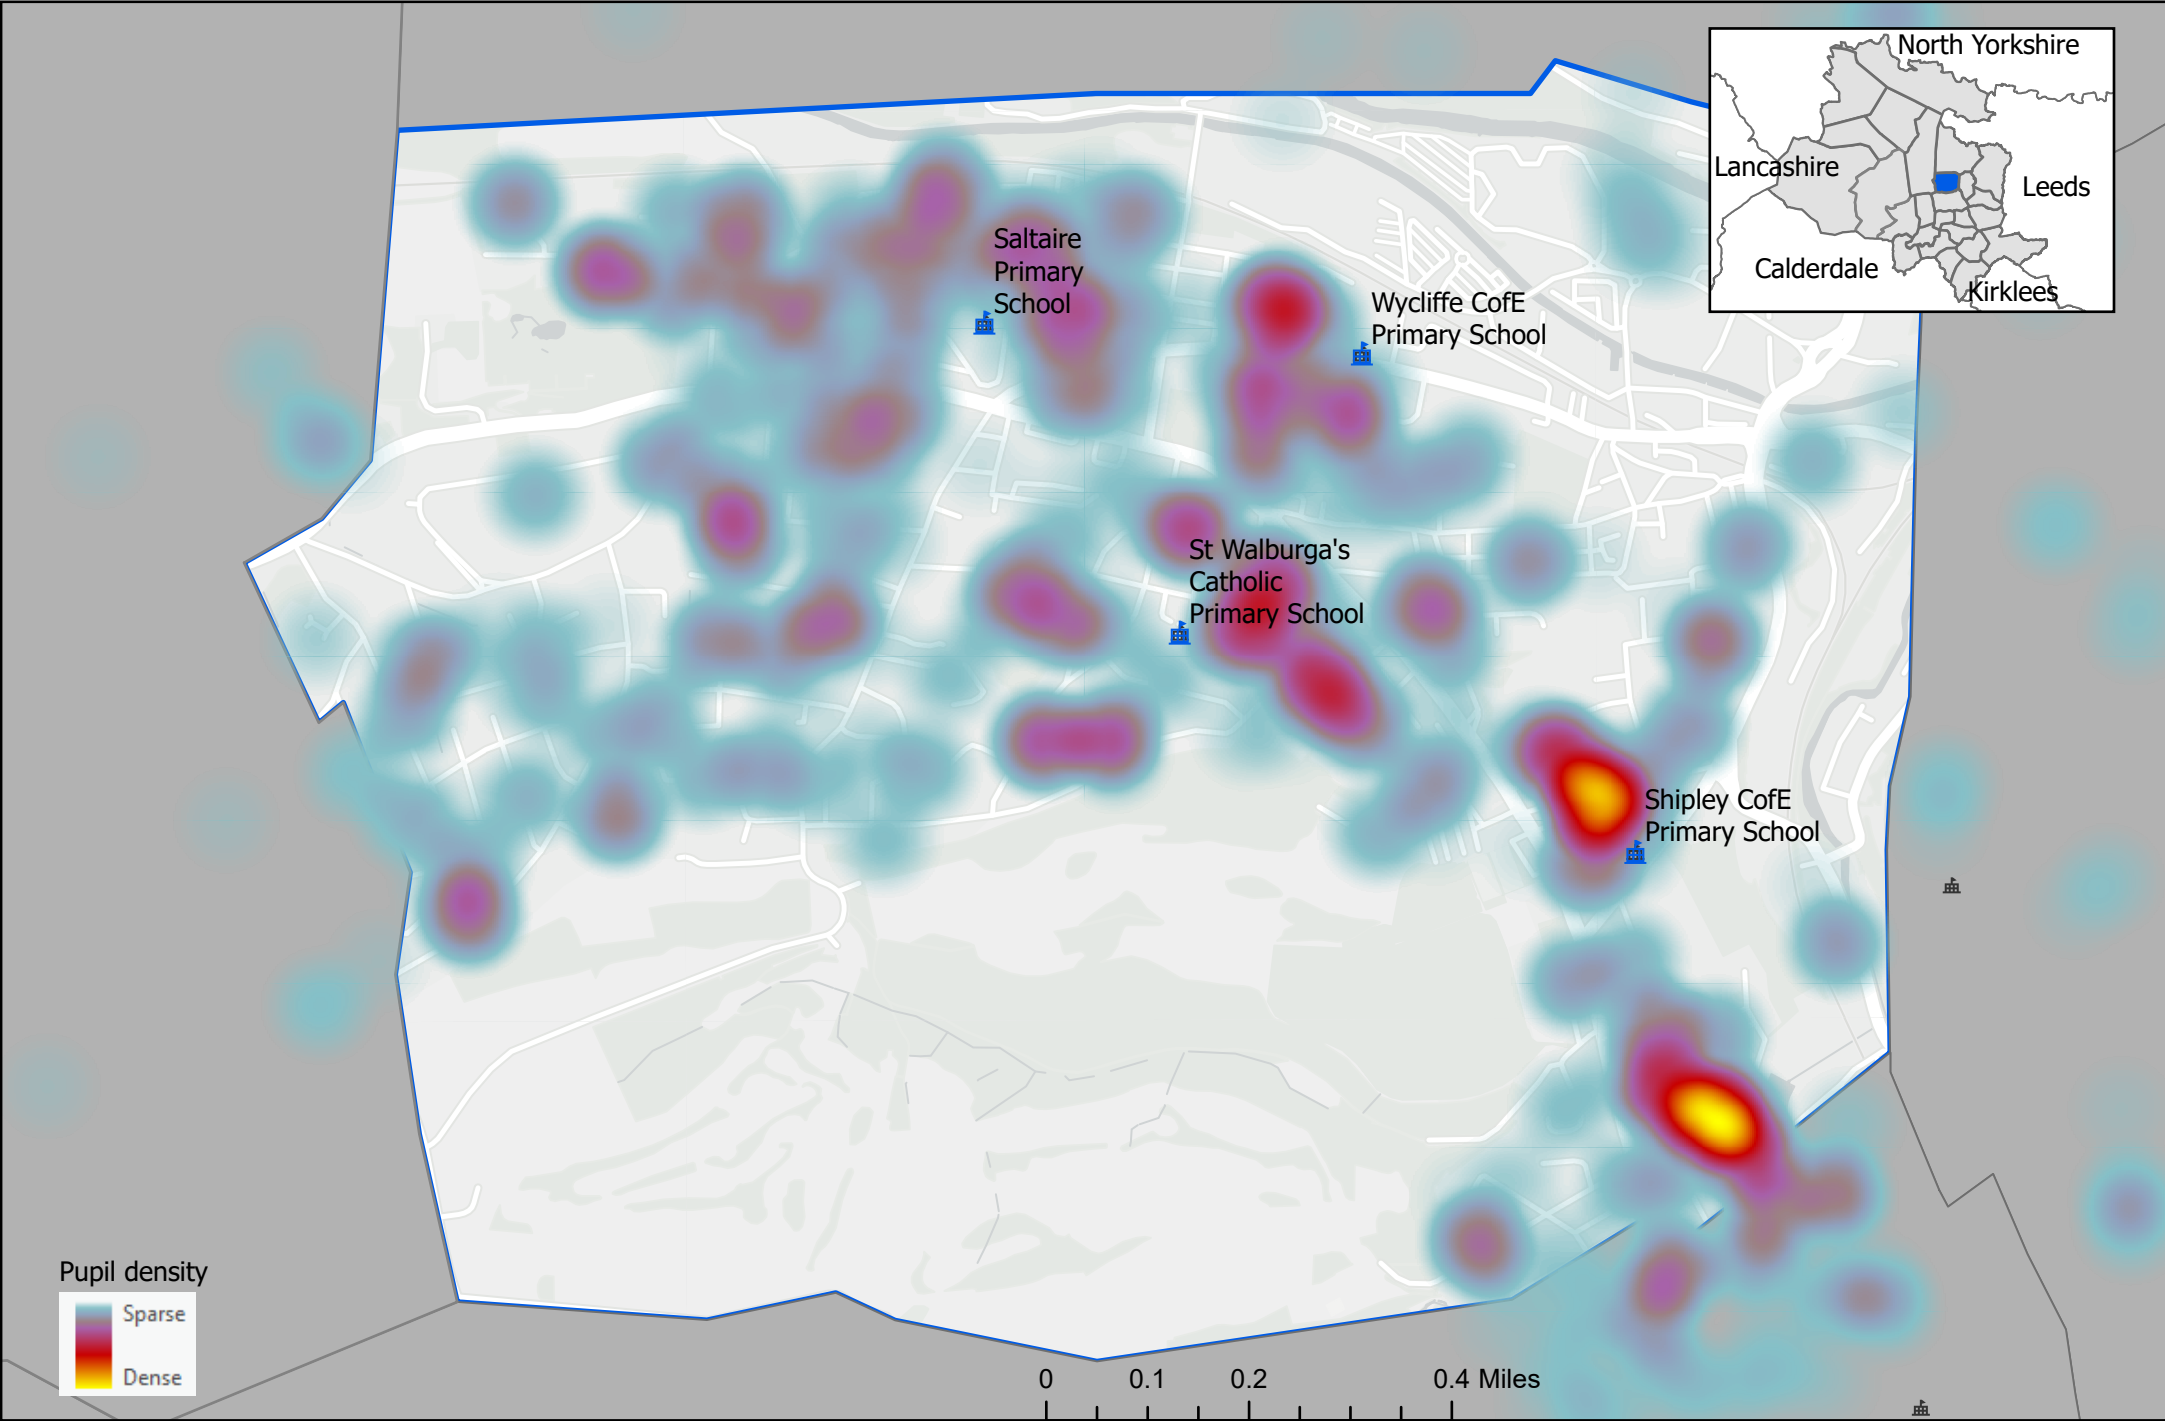 North Yorkshire
Lancashire
Leeds
Calderdale
Kirklees
Saltaire
Primary
School
Wycliffe CofE
Primary School
St Walburga's
Catholic
Primary School
Shipley CofE
Primary School
Pupil density
Sparse
Dense
0 0.1 0.2 0.4 Miles